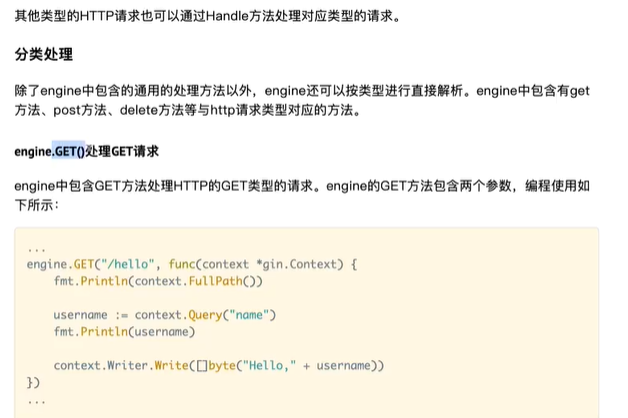 其他类型的HTTP请求也可以通过Handle方法处理对应类型的请求。
分类处理
除了engine中包含的通用的处理方法以外，engine还可以按类型进行直接解析。engine中包含有get
方法、post方法、delete方法等与http请求类型对应的方法。
engine.GET()处理GET请求
engine中包含GET方法处理HTTP的GET类型的请求。engine的GET方法包含两个参数，编程使用如
下所示：
...
engine.GET("/hello", func(context *gin.Context) {
    fmt.Println(context.FullPath())
    username := context.Query("name")
    fmt.Println(username)
    context.Writer.Write([]byte("Hello," + username))
})
...